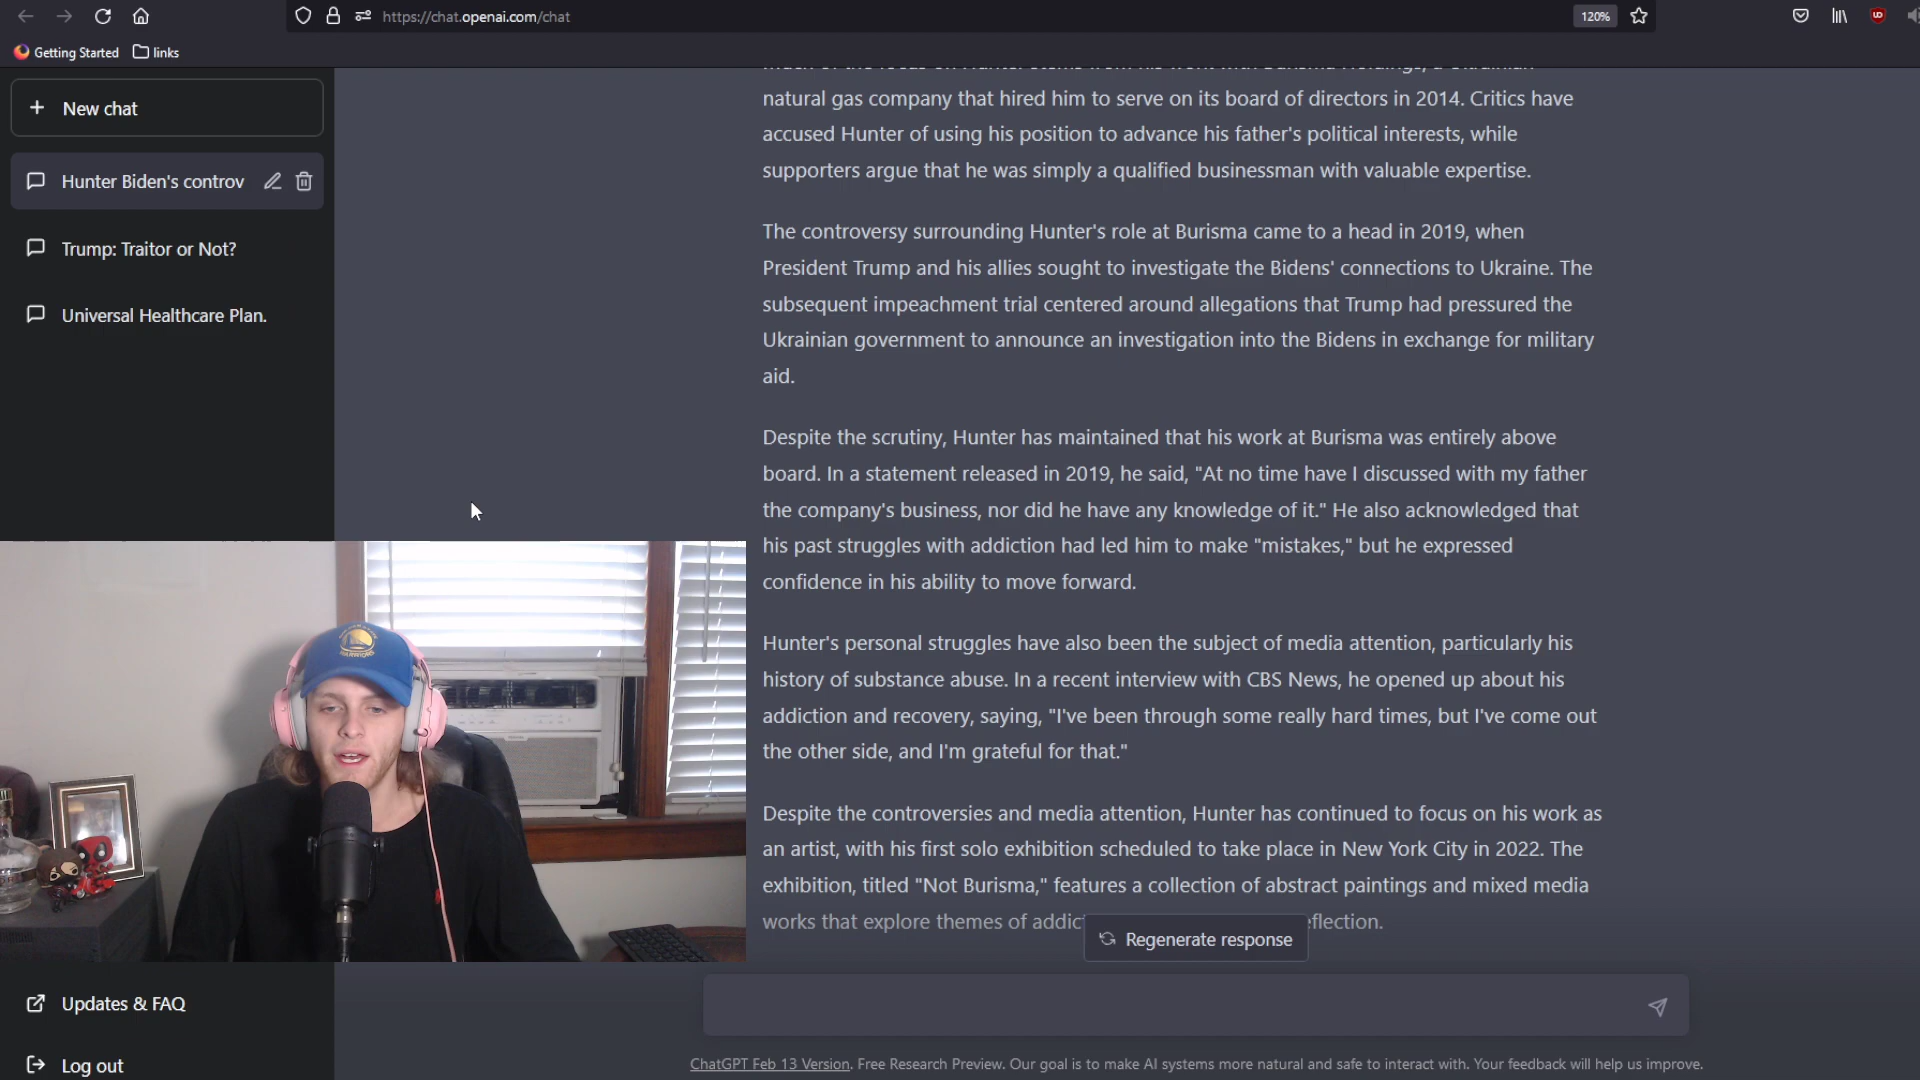 https://chat.openai.com/chat
120%
Getting Started
links
New chat
Hunter Biden's controv
Trump: Traitor or Not?
Universal Healthcare Plan.
natural gas company that hired him to serve on its board of directors in 2014. Critics have
accused Hunter of using his position to advance his father's political interests, while
supporters argue that he was simply a qualified businessman with valuable expertise.
The controversy surrounding Hunter's role at Burisma came to a head in 2019, when
President Trump and his allies sought to investigate the Bidens' connections to Ukraine. The
subsequent impeachment trial centered around allegations that Trump had pressured the
Ukrainian government to announce an investigation into the Bidens in exchange for military
aid.
Despite the scrutiny, Hunter has maintained that his work at Burisma was entirely above
board. In a statement released in 2019, he said, "At no time have I discussed with my father
the company's business, nor did he have any knowledge of it." He also acknowledged that
his past struggles with addiction had led him to make "mistakes," but he expressed
confidence in his ability to move forward.
Hunter's personal struggles have also been the subject of media attention, particularly his
history of substance abuse. In a recent interview with CBS News, he opened up about his
addiction and recovery, saying, "I've been through some really hard times, but I've come out
the other side, and I'm grateful for that."
Despite the controversies and media attention, Hunter has continued to focus on his work as
an artist, with his first solo exhibition scheduled to take place in New York City in 2022. The
exhibition, titled "Not Burisma," features a collection of abstract paintings and mixed media
works that explore themes of addic eflection.
Regenerate response
WARRIORS
Updates & FAQ
Log out
ChatGPT Feb 13 Version. Free Research Preview. Our goal is to make AI systems more natural and safe to interact with. Your feedback will help us improve.